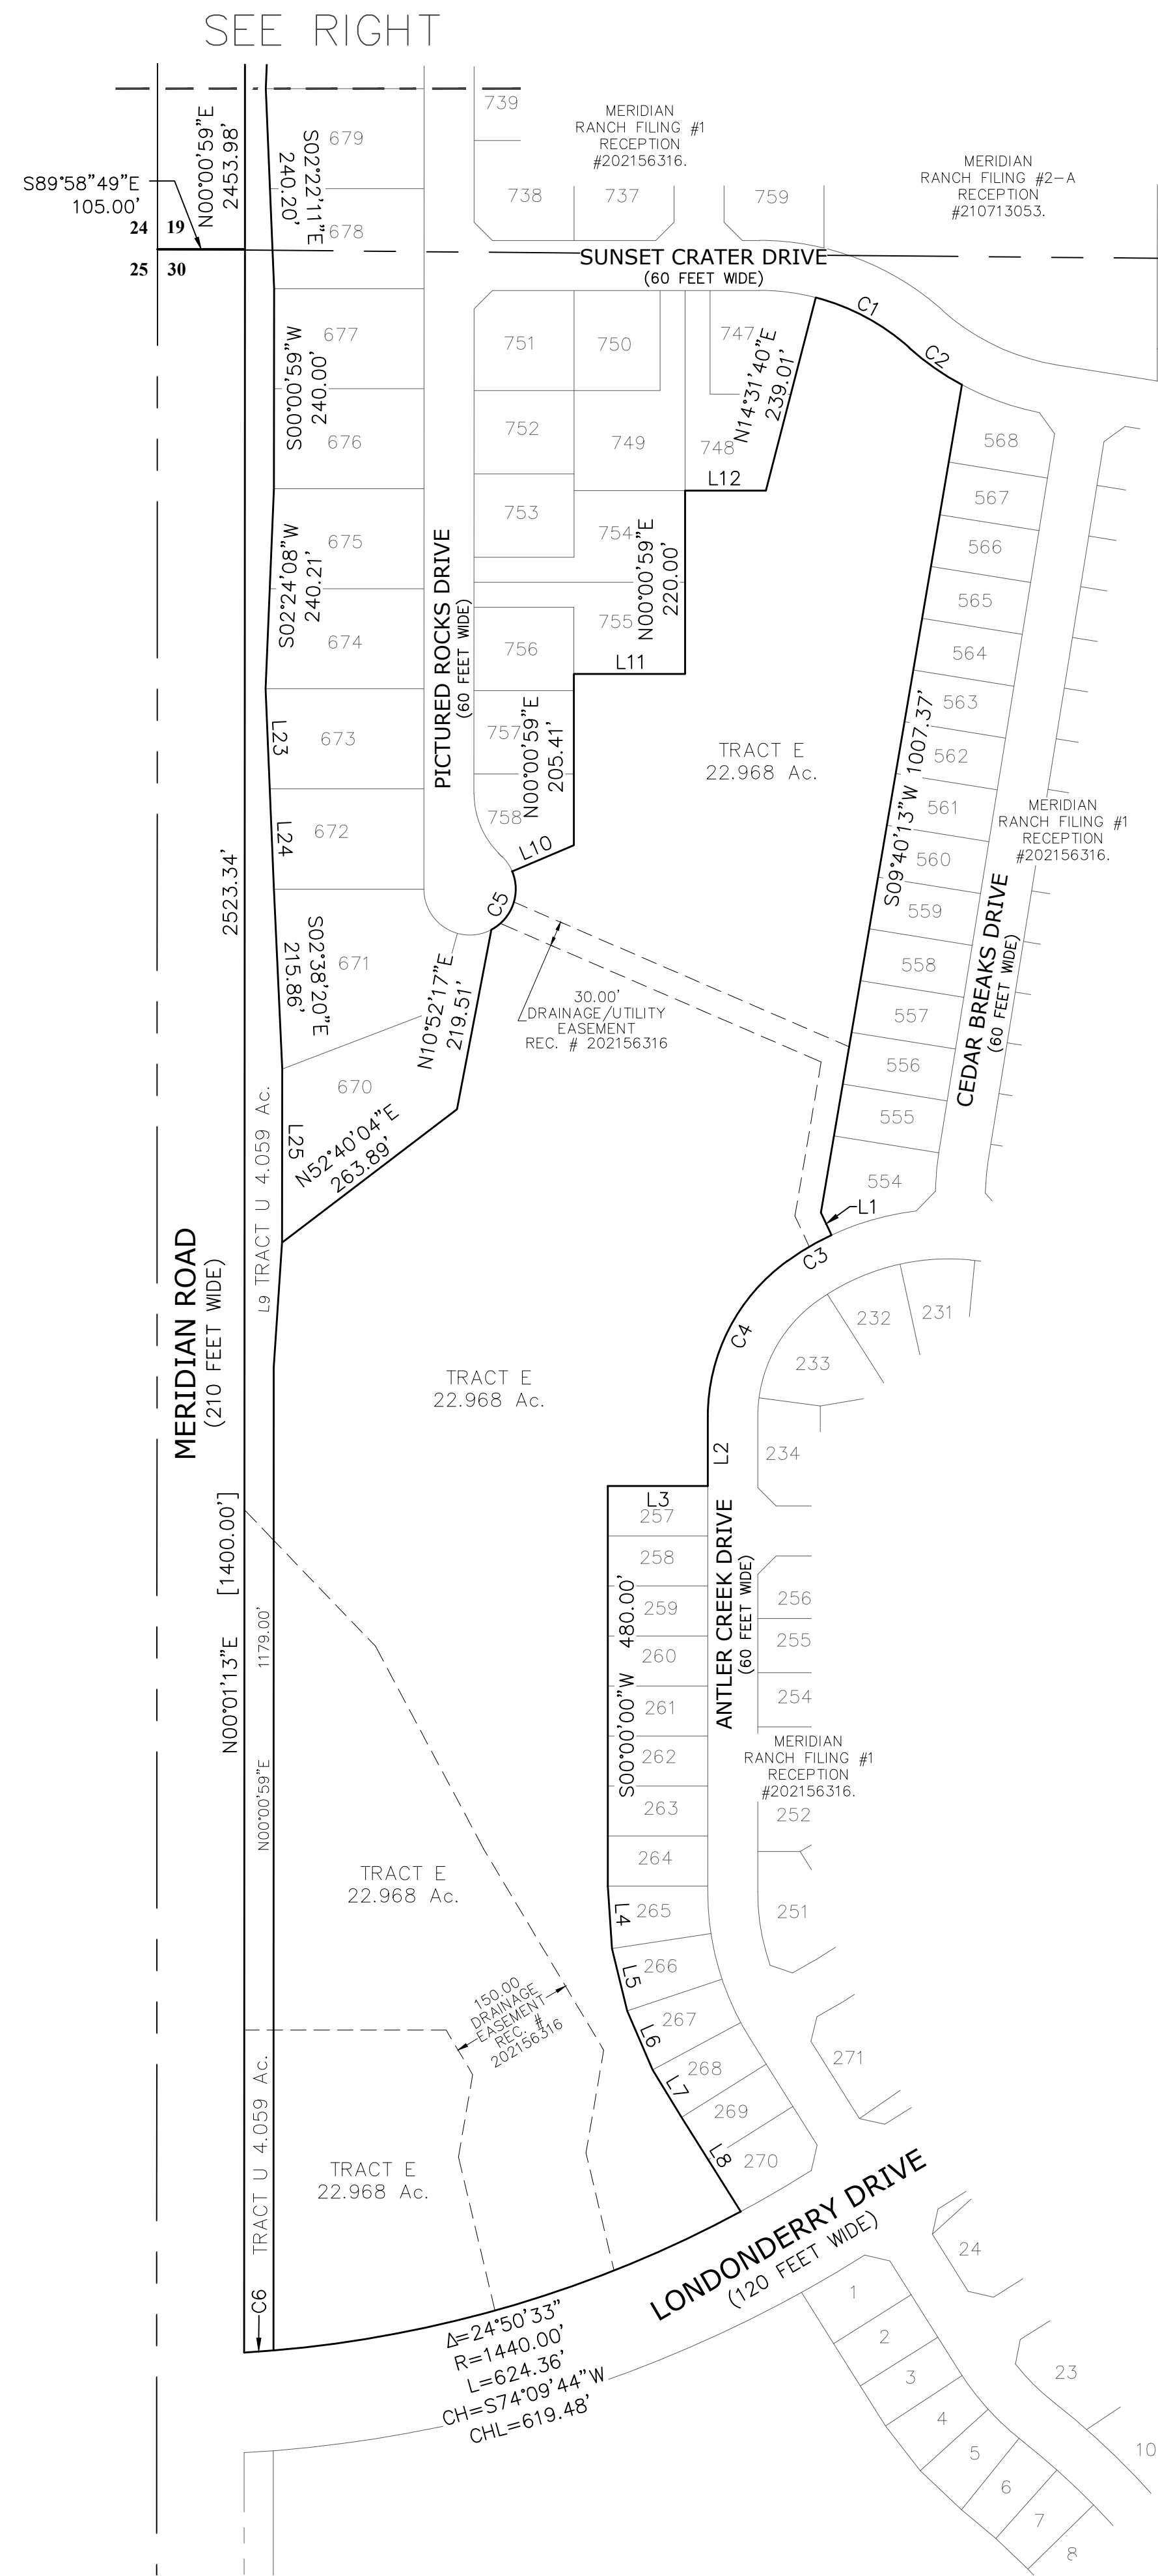 SEE RIGHT
N00°00'59"E
2453.98'
S89°58"49"E
105.00'
24 19
25 30
S02°22'11"E
240.20'
679
678
739
738
737
759
MERIDIAN
RANCH FILING #1
RECEPTION
#202156316.
MERIDIAN
RANCH FILING #2-A
RECEPTION
#210713053.
SUNSET CRATER DRIVE
(60 FEET WIDE)
C1
C2
677
676
S00°00'59"W
240.00'
751
750
747
N14°31'40"E
239.01'
752
749
748
L12
753
754
N00°00'59"E
220.00'
755
756
L11
675
674
S02°24'08"W
240.21'
PICTURED ROCKS DRIVE
(60 FEET WIDE)
L23
673
L24
672
757
758
N00°00'59"E
205.41'
L10
C5
TRACT E
22.968 Ac.
568
567
566
565
564
563
562
561
560
559
558
557
556
555
554
S09°40'13"W 1007.37'
MERIDIAN
RANCH FILING #1
RECEPTION
#202156316.
CEDAR BREAKS DRIVE
(60 FEET WIDE)
2523.34'
S02°38'20"E
215.86'
671
N10°52'17"E
219.51'
30.00'
DRAINAGE/UTILITY
EASEMENT
REC. # 202156316
670
L25
N52°40'04"E
263.89'
L9 TRACT U 4.059 Ac.
L1
C3
C4
232
231
233
MERIDIAN ROAD
(210 FEET WIDE)
TRACT E
22.968 Ac.
L2
234
L3
257
258
259
260
261
262
263
264
S00°00'00"W 480.00'
ANTLER CREEK DRIVE
(60 FEET WIDE)
256
255
254
MERIDIAN
RANCH FILING #1
RECEPTION
#202156316.
252
251
N00°01'13"E [1400.00']
N00°00'59"E 1179.00'
TRACT E
22.968 Ac.
L4
265
L5
266
L6
267
L7
268
269
L8
270
271
150.00
DRAINAGE
EASEMENT
REC. #
202156316
TRACT U 4.059 Ac.
TRACT E
22.968 Ac.
C6
LONDONDERRY DRIVE
(120 FEET WIDE)
Δ=24°50'33"
R=1440.00'
L=624.36'
CH=S74°09'44"W
CHL=619.48'
24
1
2
3
4
5
6
7
8
23
10